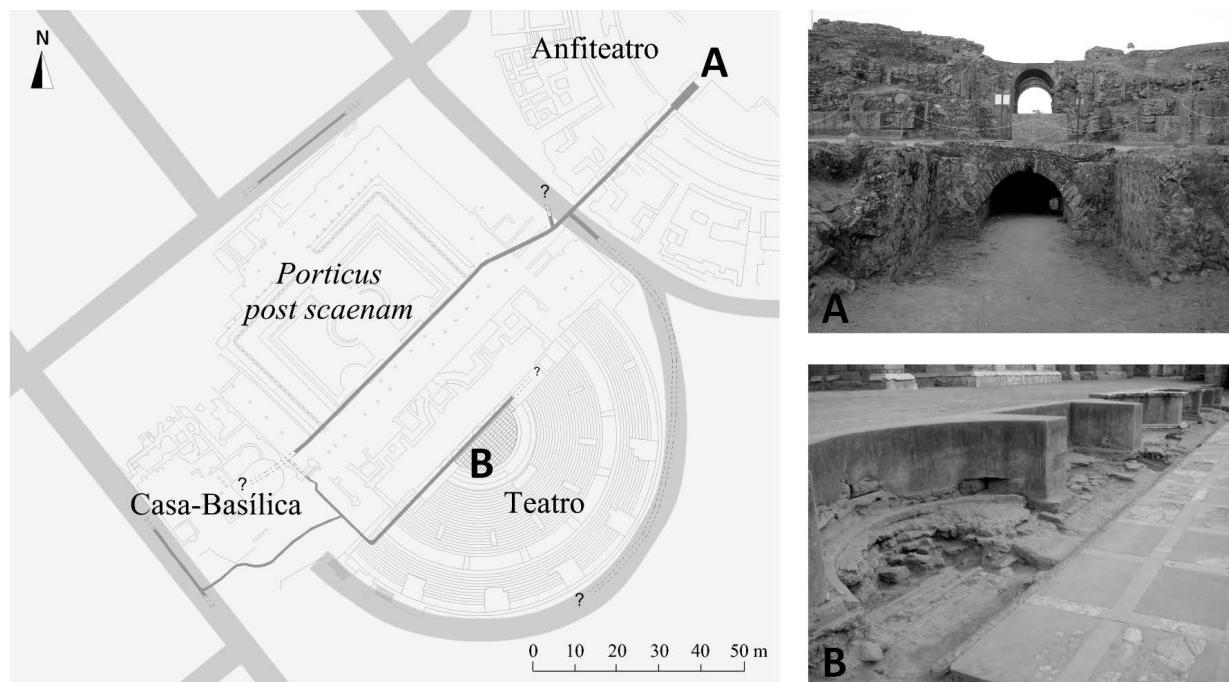 N
Anfiteatro
A
?
Porticus
post scaenam
?
B
?
Casa-Basílica
Teatro
?
0 10 20 30 40 50 m
A
B